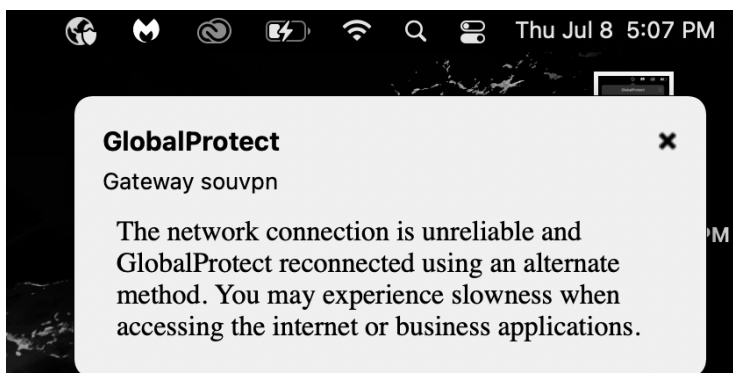 Thu Jul 8 5:07 PM
GlobalProtect
Gateway souvpn
The network connection is unreliable and
GlobalProtect reconnected using an alternate
method. You may experience slowness when
accessing the internet or business applications.
PM